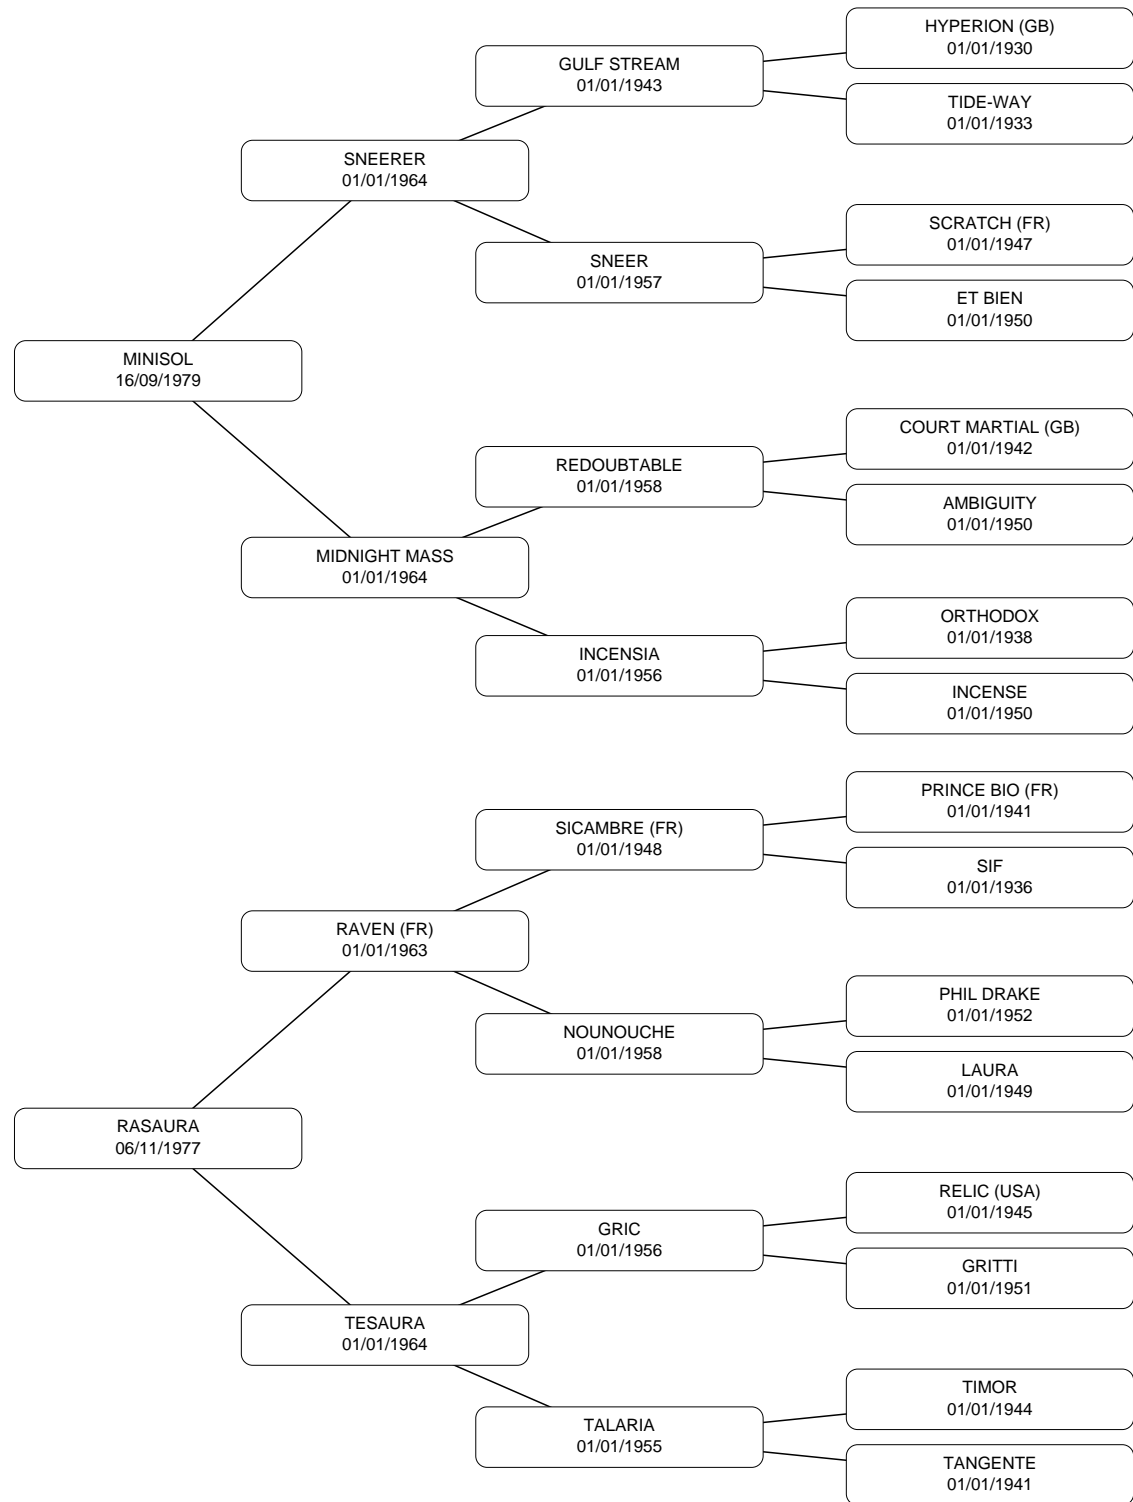 HYPERION (GB)
01/01/1930
GULF STREAM
01/01/1943
TIDE-WAY
01/01/1933
SNEERER
01/01/1964
SCRATCH (FR)
01/01/1947
SNEER
01/01/1957
ET BIEN
01/01/1950
MINISOL
16/09/1979
COURT MARTIAL (GB)
01/01/1942
REDOUBTABLE
01/01/1958
AMBIGUITY
01/01/1950
MIDNIGHT MASS
01/01/1964
ORTHODOX
01/01/1938
INCENSIA
01/01/1956
INCENSE
01/01/1950
PRINCE BIO (FR)
01/01/1941
SICAMBRE (FR)
01/01/1948
SIF
01/01/1936
RAVEN (FR)
01/01/1963
PHIL DRAKE
01/01/1952
NOUNOUCHE
01/01/1958
LAURA
01/01/1949
RASAURA
06/11/1977
RELIC (USA)
01/01/1945
GRIC
01/01/1956
GRITTI
01/01/1951
TESAURA
01/01/1964
TIMOR
01/01/1944
TALARIA
01/01/1955
TANGENTE
01/01/1941